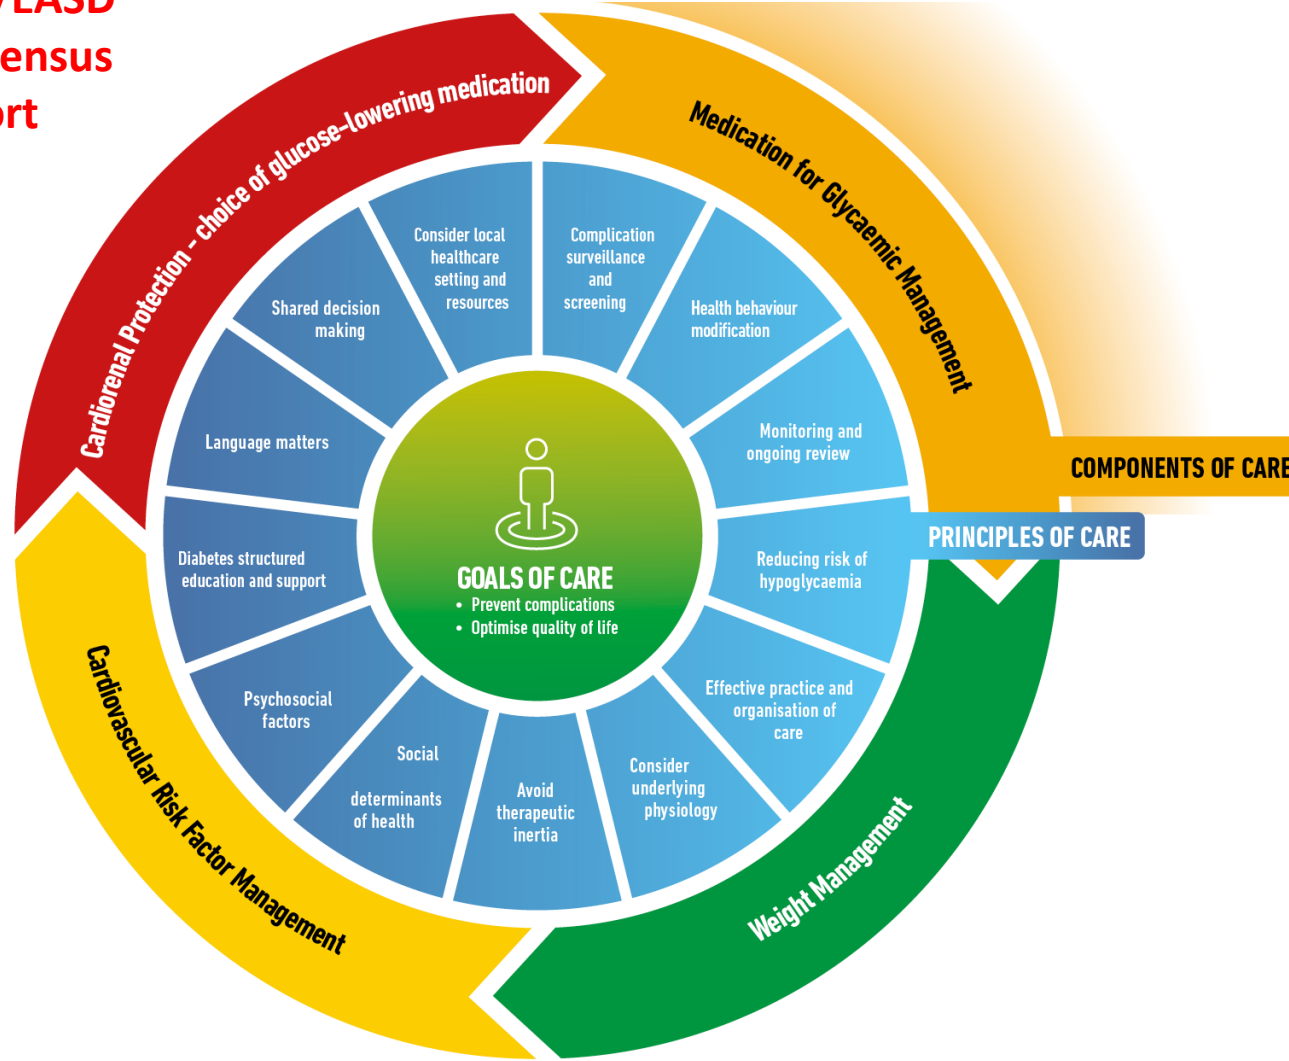 /EASD
ensus
ort
Cardiorenal Protection - choice of glucose-lowering medication
Medication for Glycaemic Management
Consider local
healthcare
setting and
resources
Complication
surveillance
and
screening
Shared decision
making
Health behaviour
modification
Language matters
Monitoring and
ongoing review
COMPONENTS OF CARE
PRINCIPLES OF CARE
Diabetes structured
education and support
Reducing risk of
hypoglycaemia
GOALS OF CARE
• Prevent complications
• Optimise quality of life
Psychosocial
factors
Effective practice and
organisation of
care
Social
determinants
of health
Avoid
therapeutic
inertia
Consider
underlying
physiology
Cardiovascular Risk Factor Management
Weight Management